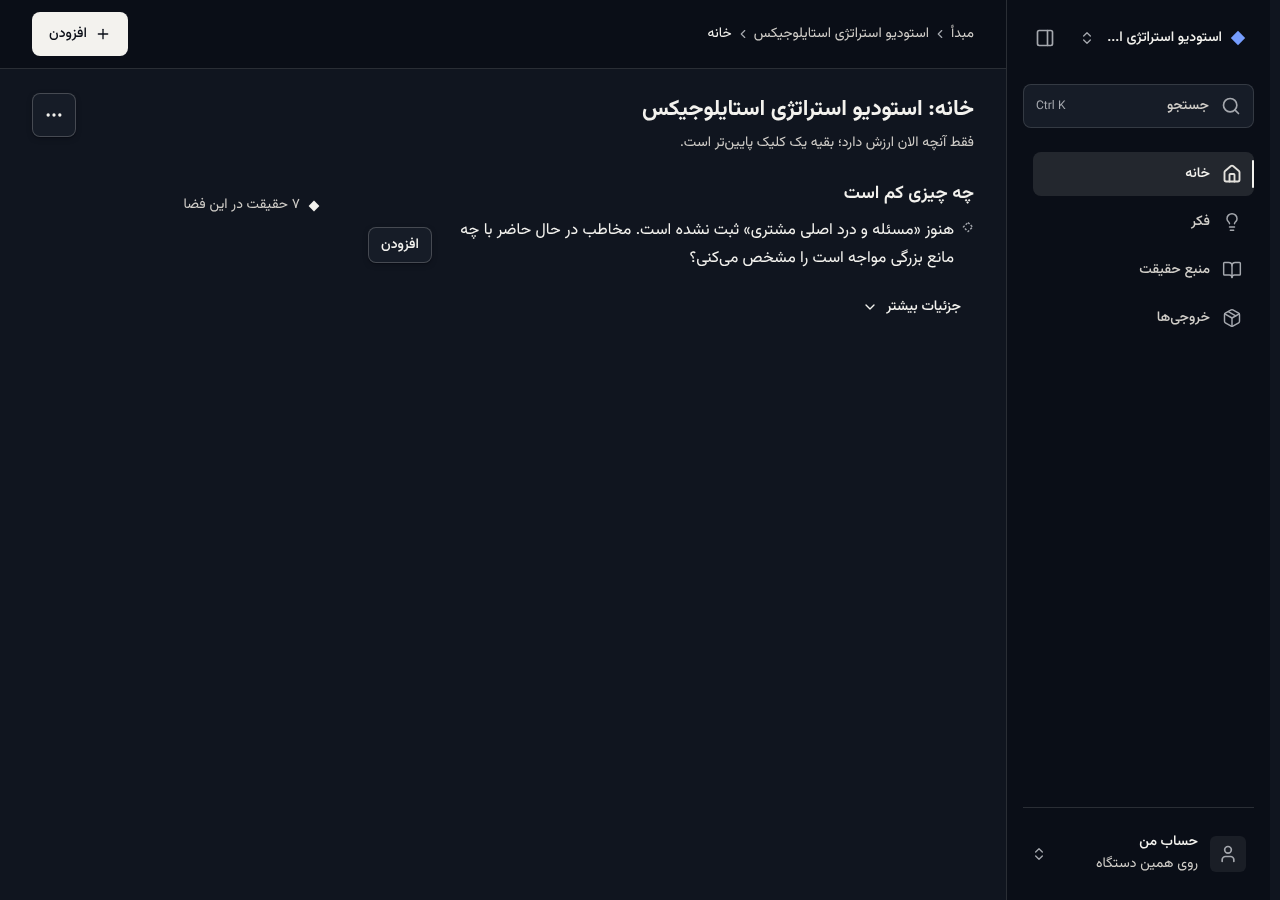 استودیو استراتژی ا...
جستجو
Ctrl K
خانه
فکر
منبع حقیقت
خروجی‌ها
حساب من
روی همین دستگاه
مبدأ › استودیو استراتژی استایلوجیکس › خانه
افزودن
خانه: استودیو استراتژی استایلوجیکس
فقط آنچه الان ارزش دارد؛ بقیه یک کلیک پایین‌تر است.
چه چیزی کم است
هنوز «مسئله و درد اصلی مشتری» ثبت نشده است. مخاطب در حال حاضر با چه
مانع بزرگی مواجه است را مشخص می‌کنی؟
افزودن
جزئیات بیشتر
۷ حقیقت در این فضا